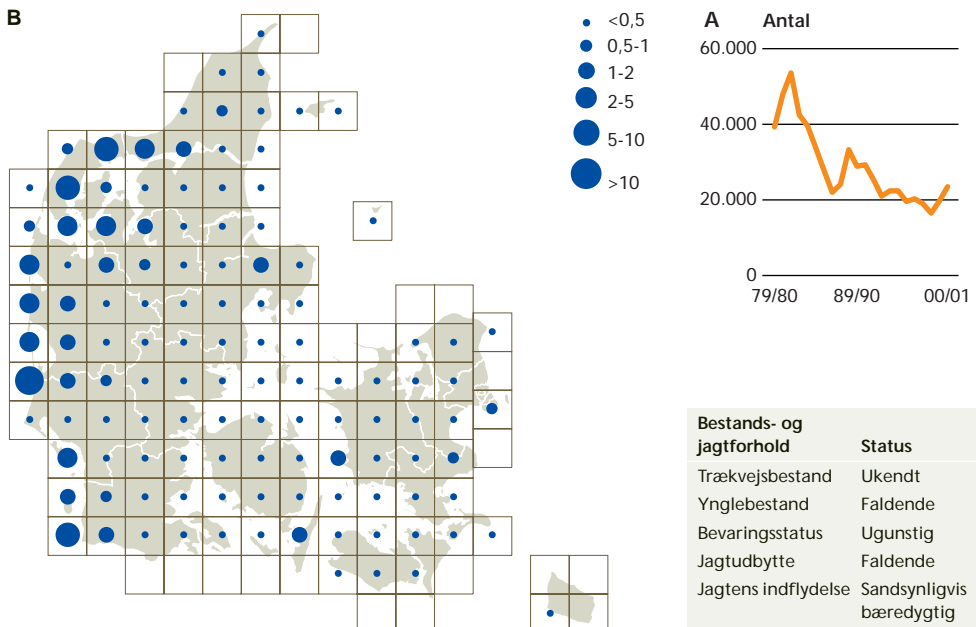 B
<0,5
0,5-1
1-2
2-5
5-10
>10
A Antal
60.000
40.000
20.000
0
79/80 89/90 00/01
Bestands- og
jagtforhold Status
Trækvejsbestand Ukendt
Ynglebestand Faldende
Bevaringsstatus Ugunstig
Jagtudbytte Faldende
Jagtens indflydelse Sandsynligvis
bæredygtig